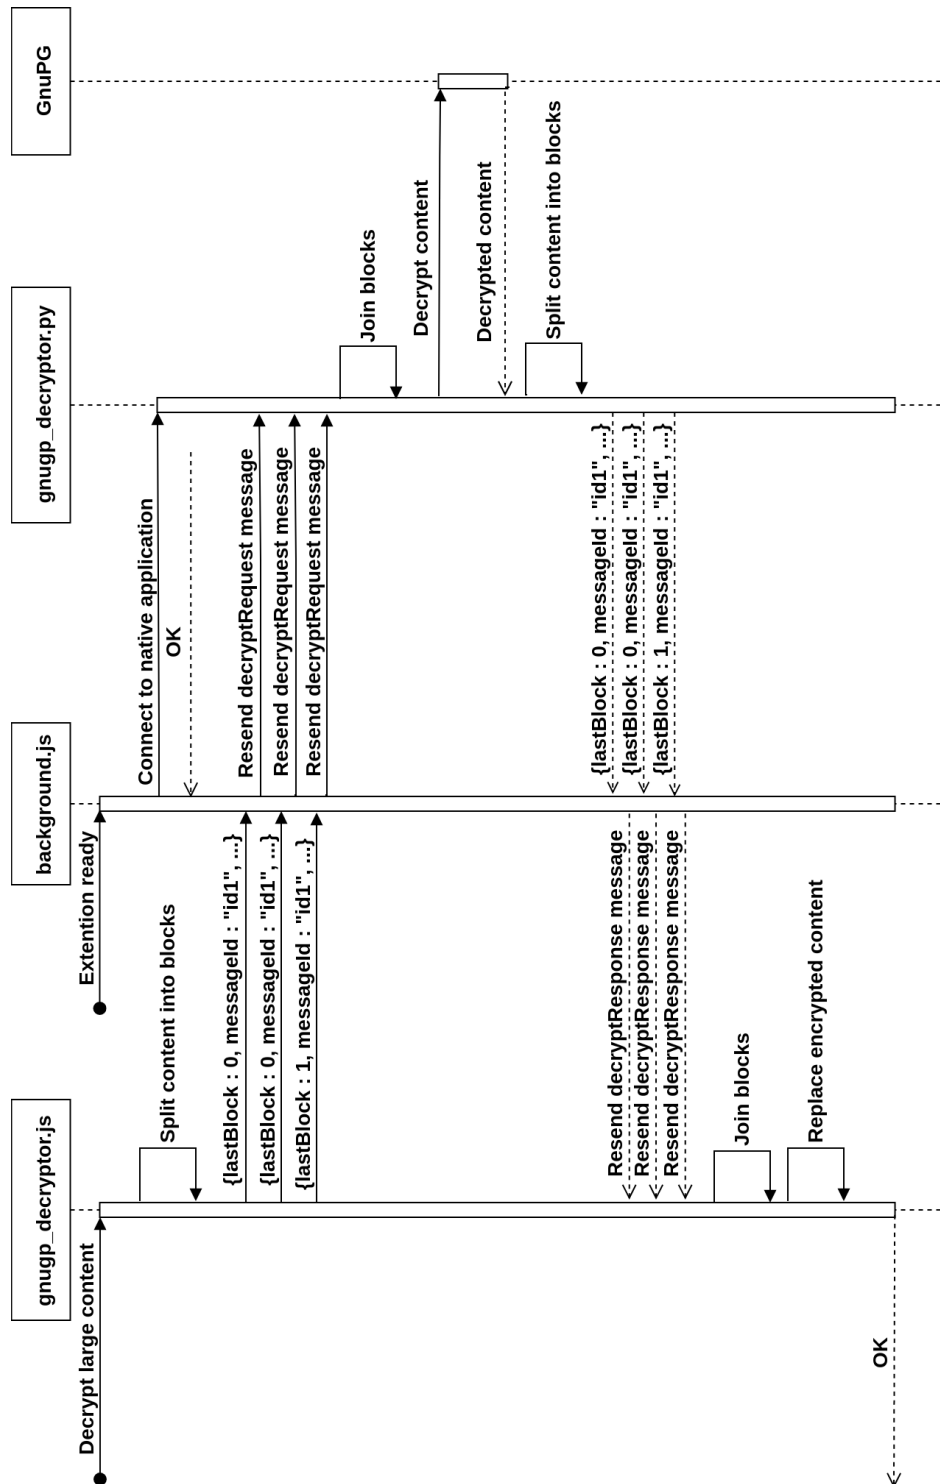 gnugp_decryptor.js
background.js
gnugp_decryptor.py
GnuPG
Decrypt large content
Extention ready
Split content into blocks
Connect to native application
OK
{lastBlock : 0, messageId : "id1", ...}
Resend decryptRequest message
{lastBlock : 0, messageId : "id1", ...}
Resend decryptRequest message
{lastBlock : 1, messageId : "id1", ...}
Resend decryptRequest message
Join blocks
Decrypt content
Decrypted content
Split content into blocks
{lastBlock : 0, messageId : "id1", ...}
Resend decryptResponse message
{lastBlock : 0, messageId : "id1", ...}
Resend decryptResponse message
{lastBlock : 1, messageId : "id1", ...}
Resend decryptResponse message
Join blocks
Replace encrypted content
OK